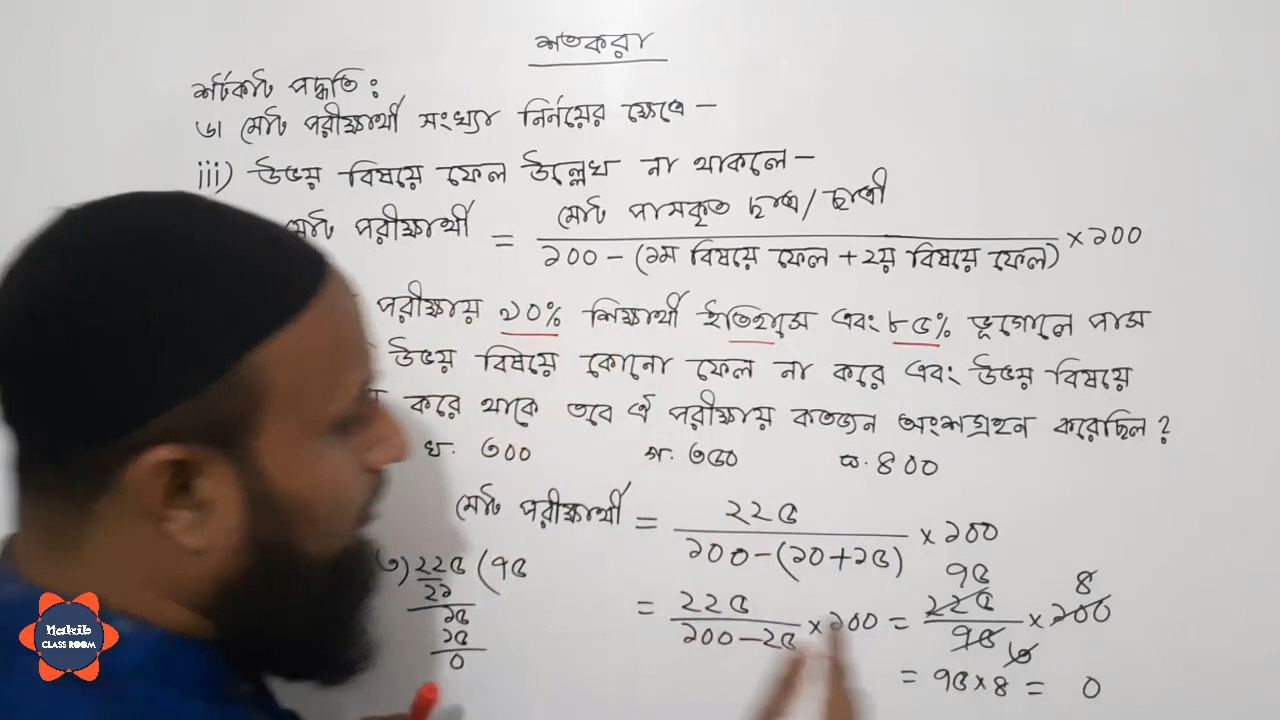 শতকরা
শর্টকাট পদ্ধতি :
৬। মোট পরীক্ষার্থী সংখ্যা নির্নয়ের ক্ষেত্রে –
iii) উভয় বিষয়ে ফেল উল্লেখ না থাকলে –
মোট পরীক্ষার্থী = মোট পাসকৃত ছাত্র/ছাত্রী / ১০০ – (১ম বিষয়ে ফেল + ২য় বিষয়ে ফেল) × ১০০
পরীক্ষায় ৯০% শিক্ষার্থী ইতিহাসে এবং ৮৫% ভূগোলে পাস
উভয় বিষয়ে কোনো ফেল না করে এবং উভয় বিষয়ে
করে থাকে তবে ঐ পরীক্ষায় কতজন অংশগ্রহন করেছিল?
খ. ৩০০ গ. ৩৫০ ঘ. ৪০০
মোট পরীক্ষার্থী = ২২৫ / ১০০ – (১০ + ১৫) × ১০০
৩) ২২৫ (৭৫
২১
১৫
১৫
০
= ২২৫ / ১০০ – ২৫ × ১০০ = ২২৫ / ৭৫ × ১০০
৭৫ ৪
৩
= ৭৫ × ৪ = ০
Makib
CLASS ROOM